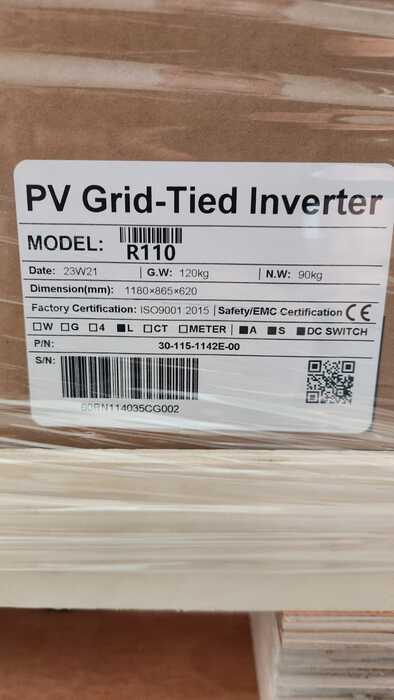 PV Grid-Tied Inverter
MODEL: R110
Date: 23W21 | G.W: 120kg | N.W: 90kg
Dimension(mm): 1180×865×620
Factory Certification: ISO9001:2015 | Safety/EMC Certification CE
□W □G □4 ■L □CT □METER | ■A ■S ■DC SWITCH
P/N: 30-115-1142E-00
S/N:
60RN114035CG002